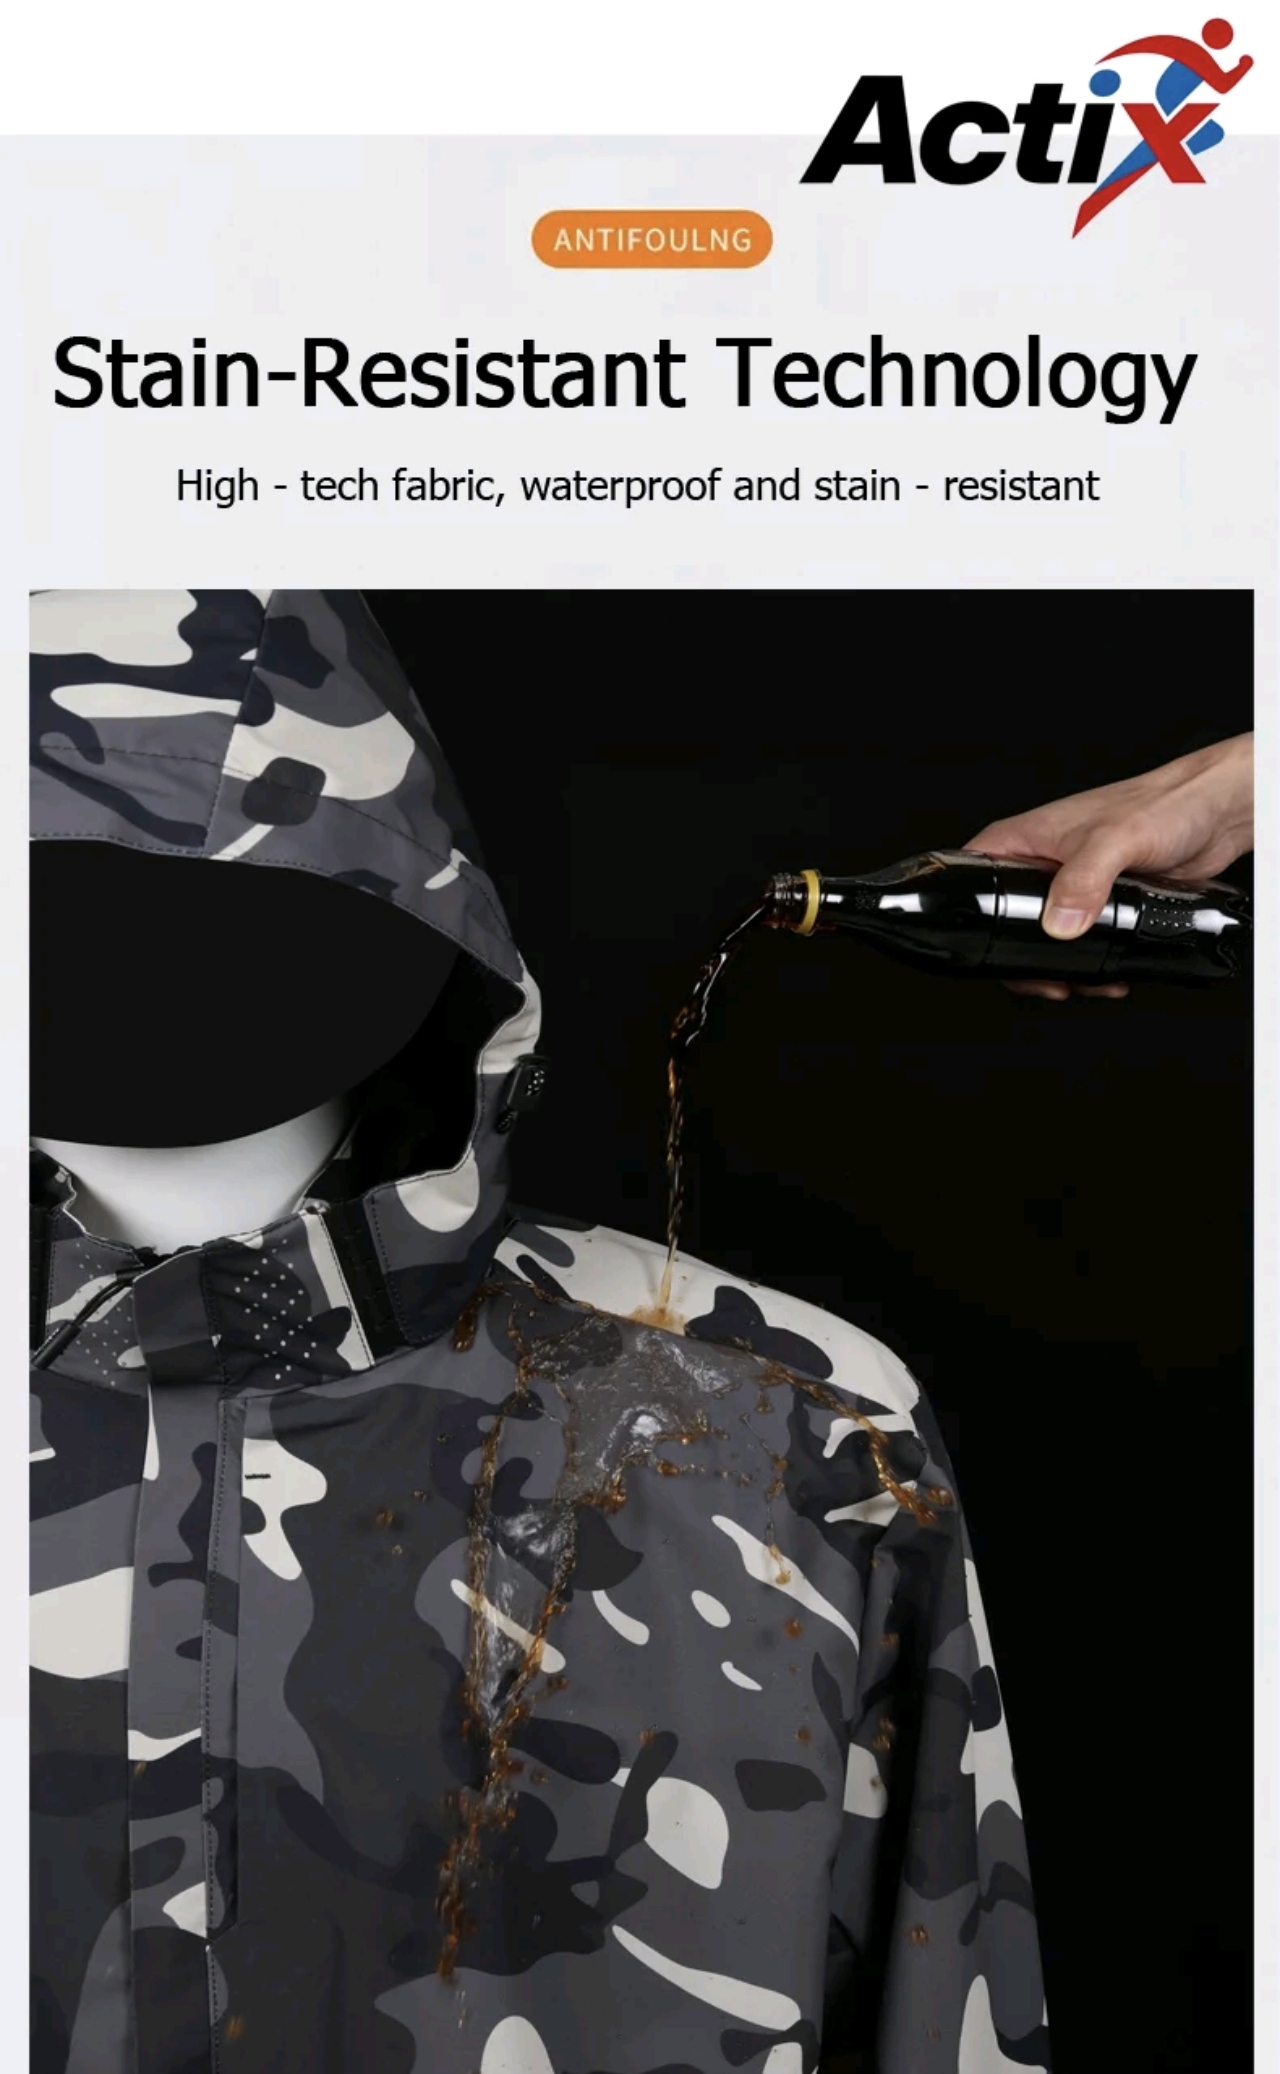 Actix
ANTIFOULNG
Stain-Resistant Technology
High - tech fabric, waterproof and stain - resistant